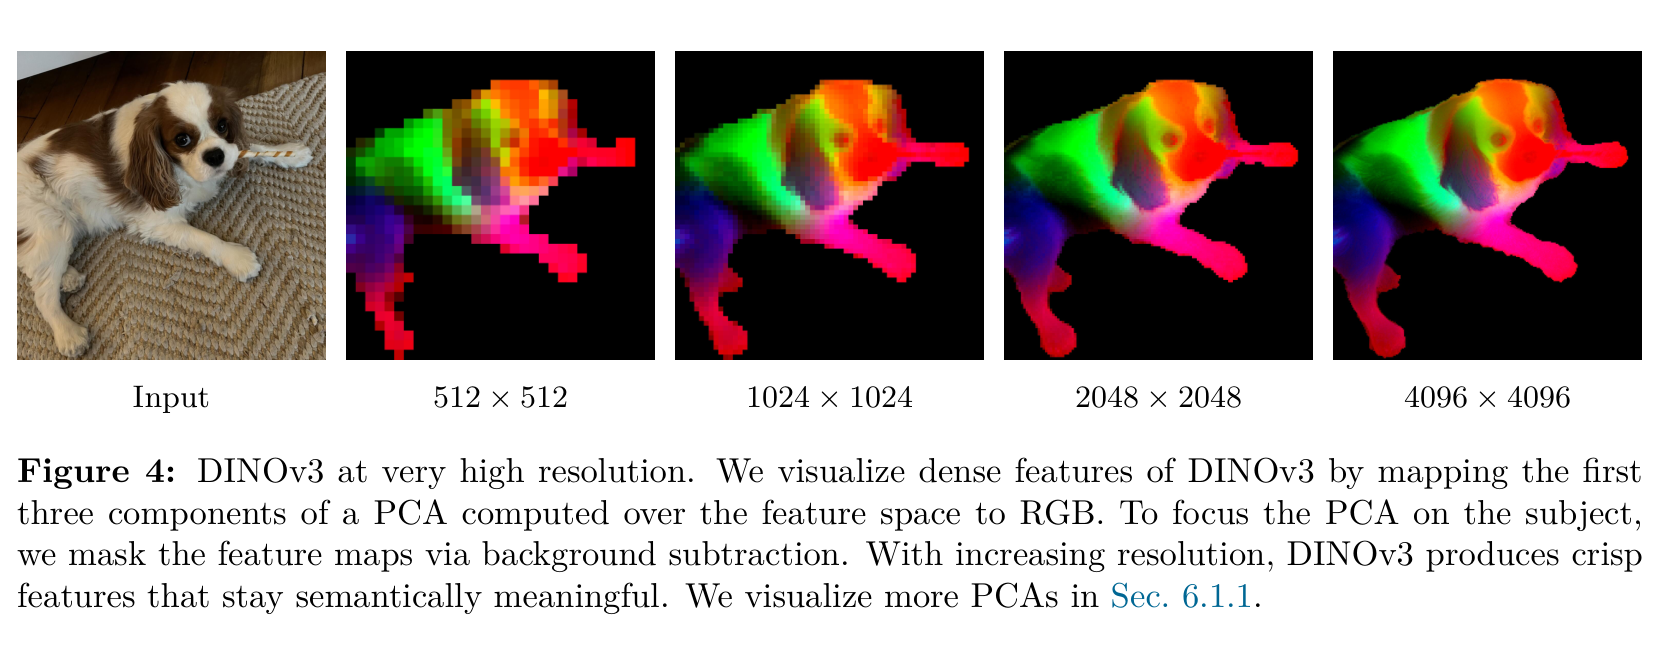 Input
512 × 512
1024 × 1024
2048 × 2048
4096 × 4096
Figure 4: DINOv3 at very high resolution. We visualize dense features of DINOv3 by mapping the first
three components of a PCA computed over the feature space to RGB. To focus the PCA on the subject,
we mask the feature maps via background subtraction. With increasing resolution, DINOv3 produces crisp
features that stay semantically meaningful. We visualize more PCAs in Sec. 6.1.1.